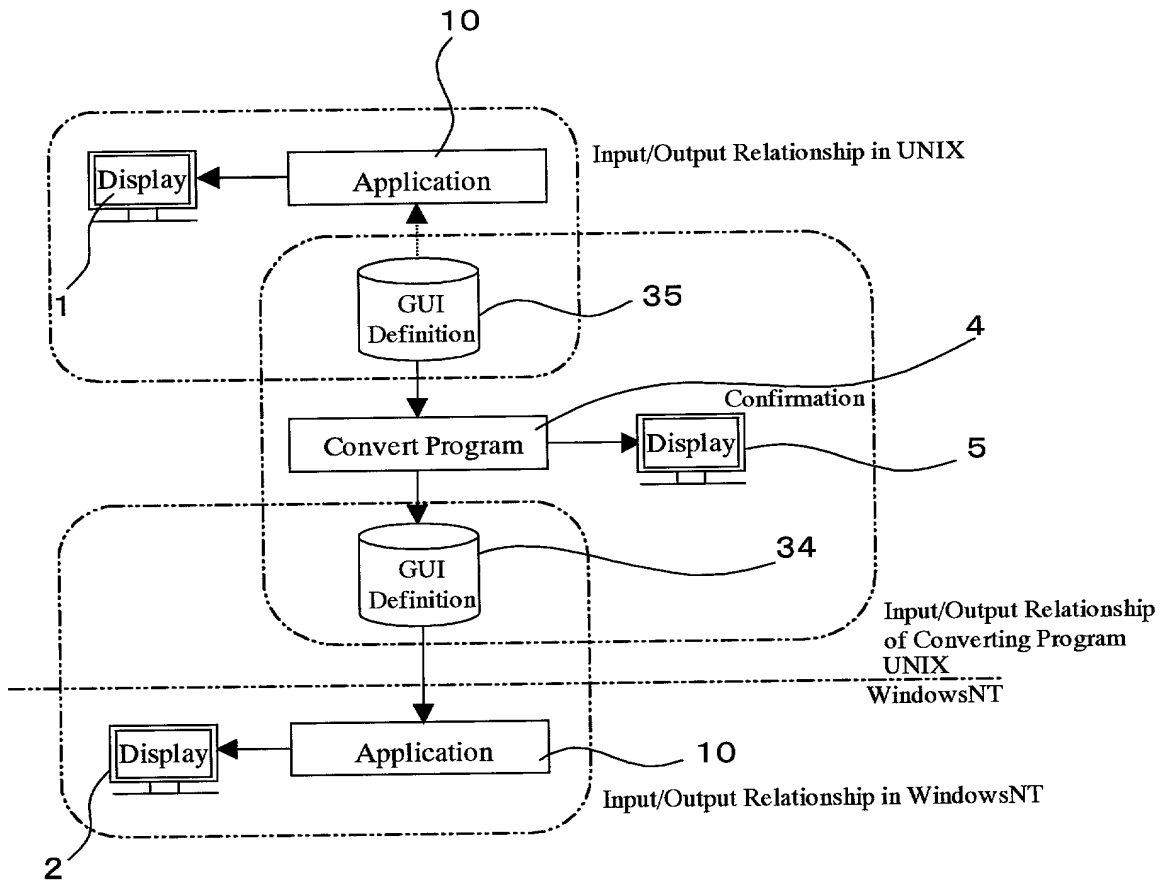 10
Input/Output Relationship in UNIX
Display
Application
1
GUI
Definition
35
4
Confirmation
Convert Program
Display
5
34
GUI
Definition
Input/Output Relationship
of Converting Program
UNIX
WindowsNT
Display
Application
10
Input/Output Relationship in WindowsNT
2